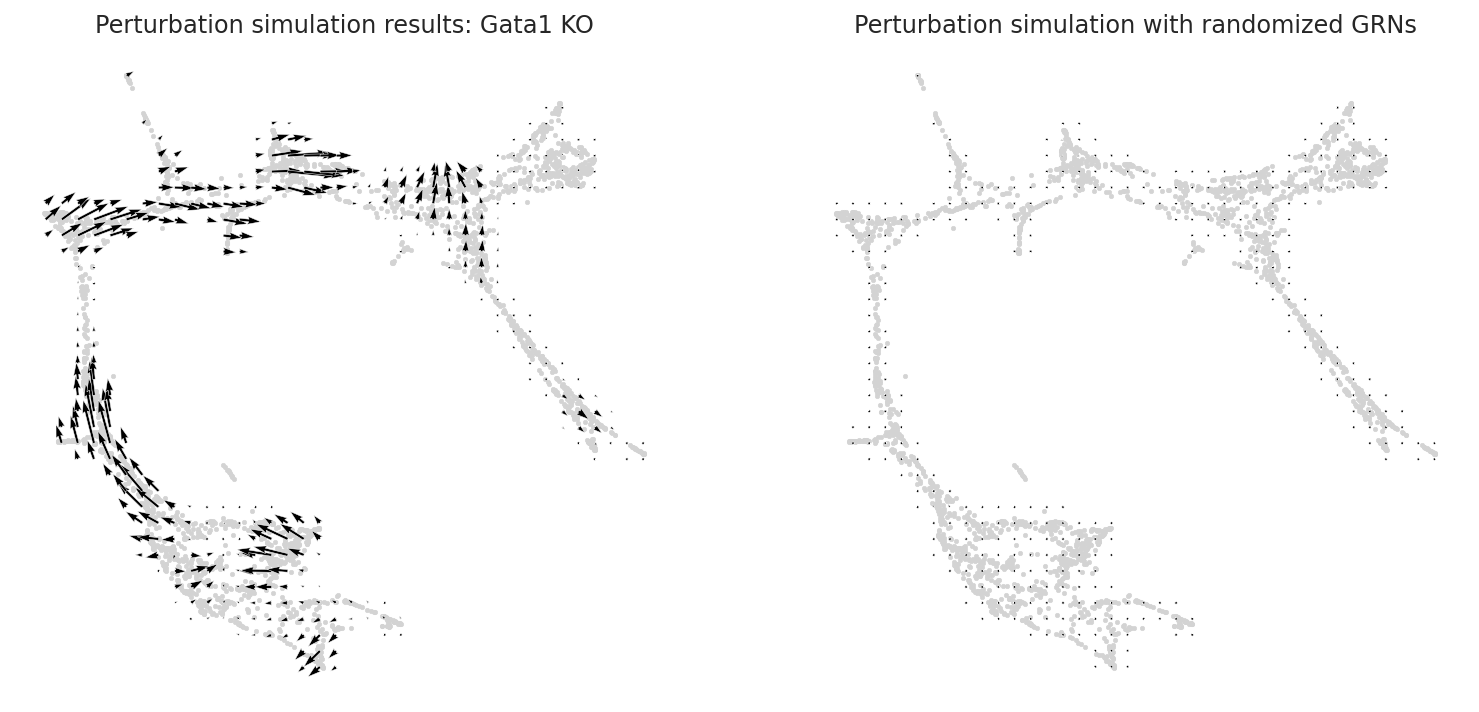 Perturbation simulation results: Gata1 KO
Perturbation simulation with randomized GRNs